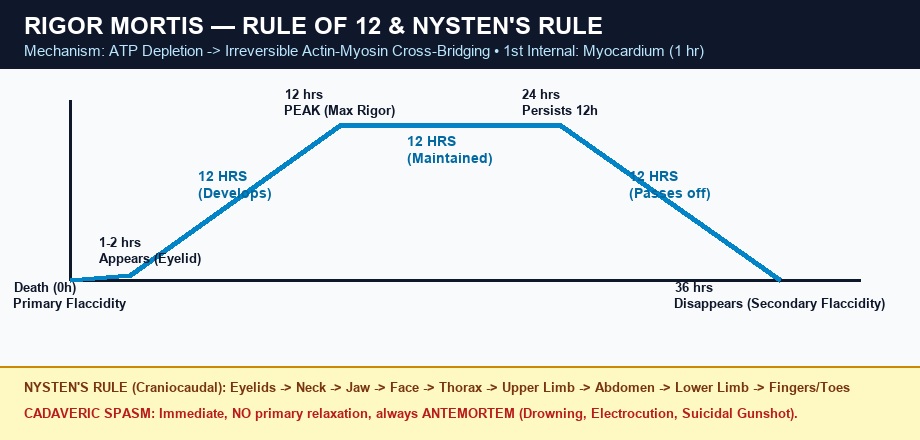 RIGOR MORTIS — RULE OF 12 & NYSTEN'S RULE
Mechanism: ATP Depletion -> Irreversible Actin-Myosin Cross-Bridging • 1st Internal: Myocardium (1 hr)
12 hrs
PEAK (Max Rigor)
24 hrs
Persists 12h
12 HRS
(Maintained)
12 HRS
(Develops)
12 HRS
(Passes off)
1-2 hrs
Appears (Eyelid)
Death (0h)
Primary Flaccidity
36 hrs
Disappears (Secondary Flaccidity)
NYSTEN'S RULE (Craniocaudal): Eyelids -> Neck -> Jaw -> Face -> Thorax -> Upper Limb -> Abdomen -> Lower Limb -> Fingers/Toes
CADAVERIC SPASM: Immediate, NO primary relaxation, always ANTEMORTEM (Drowning, Electrocution, Suicidal Gunshot).